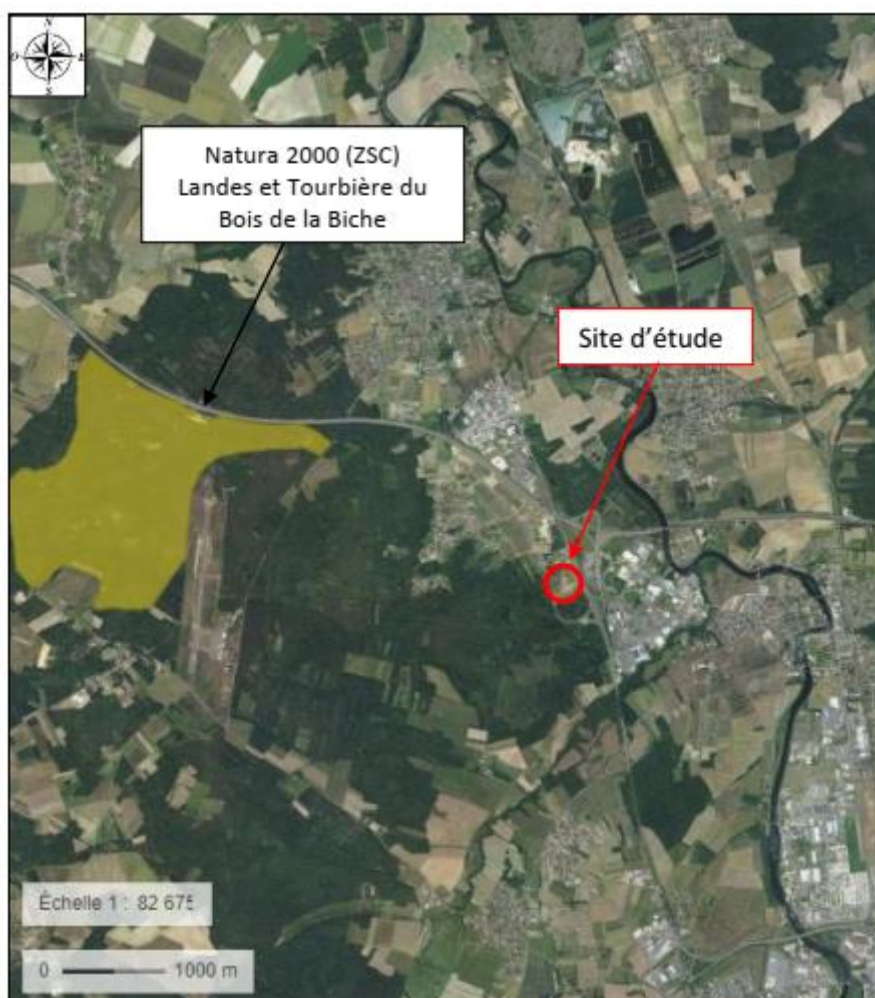 N
O E
S
Natura 2000 (ZSC)
Landes et Tourbière du
Bois de la Biche
Site d’étude
Échelle 1 : 82 675
0 1000 m